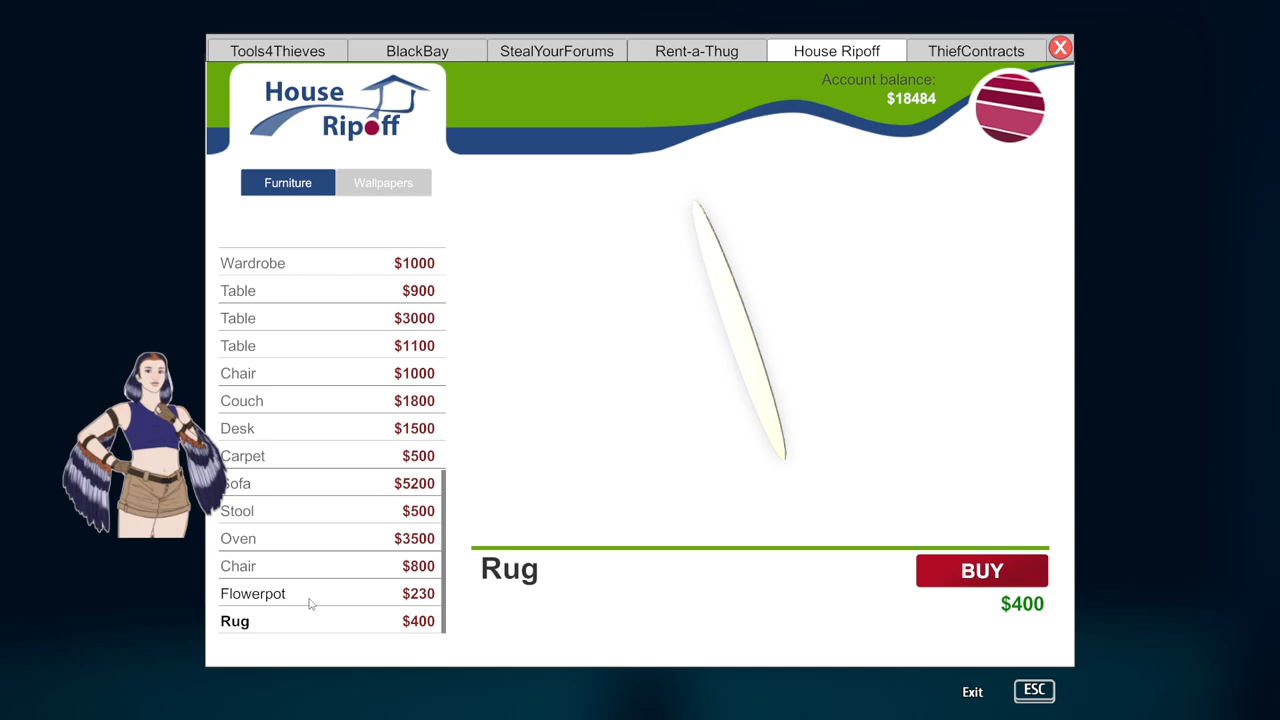 Tools4Thieves
BlackBay
StealYourForums
Rent-a-Thug
House Ripoff
ThiefContracts
X
House
Ripoff
Account balance:
$18484
Furniture
Wallpapers
Wardrobe $1000
Table $900
Table $3000
Table $1100
Chair $1000
Couch $1800
Desk $1500
Carpet $500
Sofa $5200
Stool $500
Oven $3500
Chair $800
Flowerpot $230
Rug $400
Rug
BUY
$400
Exit ESC